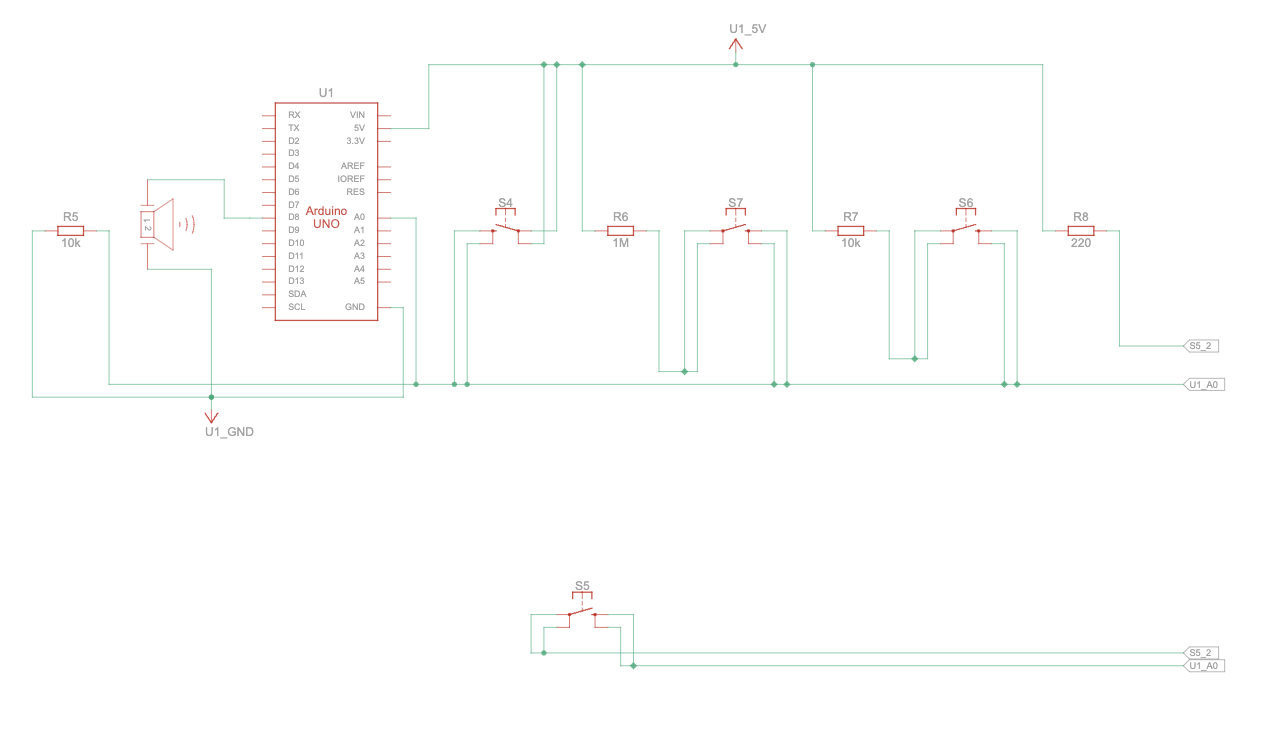 U1_5V
U1
RX
TX
D2
D3
D4
D5
D6
D7
D8
D9
D10
D11
D12
D13
SDA
SCL
VIN
5V
3.3V
AREF
IOREF
RES
A0
A1
A2
A3
A4
A5
GND
Arduino
UNO
R5
10k
1 2
S4
R6
1M
S7
R7
10k
S6
R8
220
S5_2
U1_A0
U1_GND
S5
S5_2
U1_A0